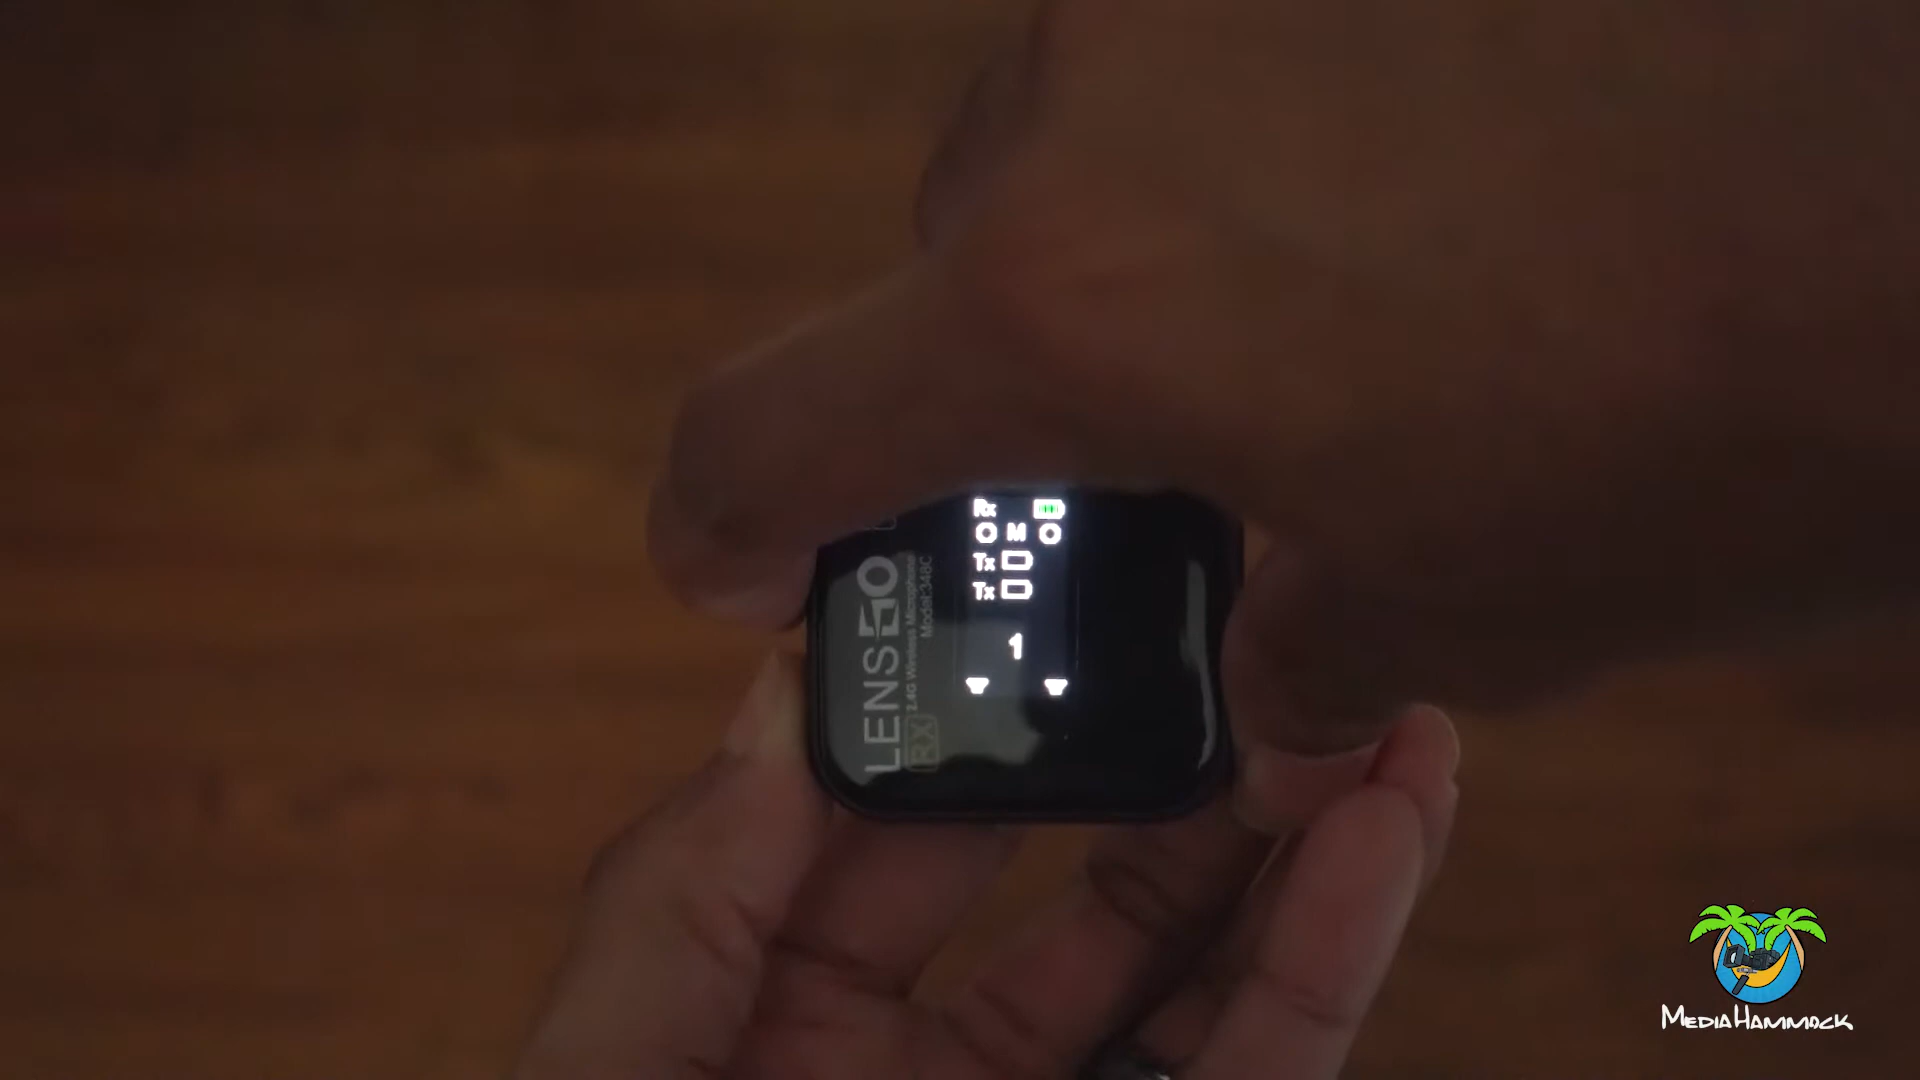 Rx
O M O
Tx
Tx
1
LENSGO
2.4G Wireless Microphone
Model:348C
RX
MEDIAHAMMOCK